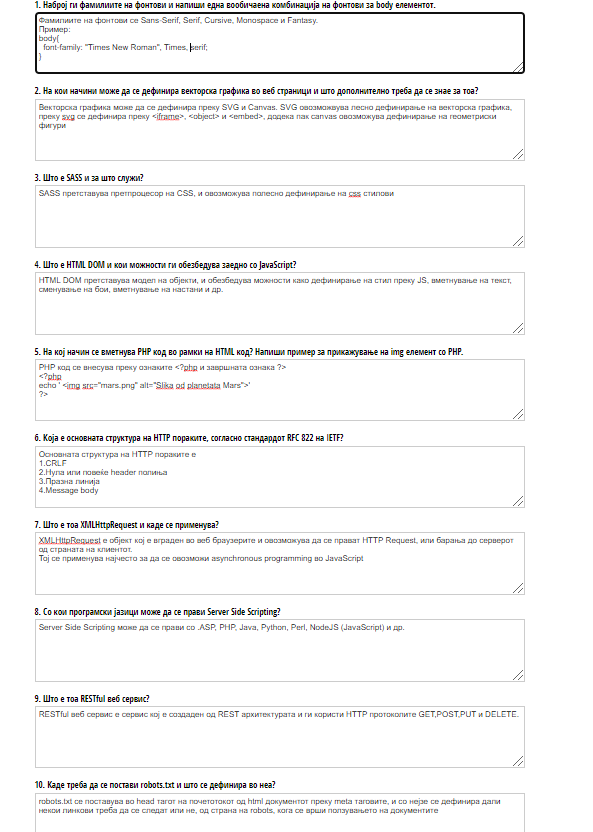 1. Наброј ги фамилиите на фонтови и напиши една вообичаена комбинација на фонтови за body елементот.
Фамилиите на фонтови се Sans-Serif, Serif, Cursive, Monospace и Fantasy.
Пример:
body{
font-family: "Times New Roman", Times, serif;
}
2. На кои начини може да се дефинира векторска графика во веб страници и што дополнително треба да се знае за тоа?
Векторска графика може да се дефинира преку SVG и Canvas. SVG овозможвува лесно дефинирање на векторска графика,
преку svg се дефинира преку <iframe>, <object> и <embed>, додека пак canvas овозможува дефинирање на геометриски
фигури
3. Што е SASS и за што служи?
SASS претставува претпроцесор на CSS, и овозможува полесно дефинирање на css стилови
4. Што е HTML DOM и кои можности ги обезбедува заедно со JavaScript?
HTML DOM претставува модел на објекти, и обезбедува можности како дефинирање на стил преку JS, вметнување на текст,
сменување на бои, вметнување на настани и др.
5. На кој начин се вметнува PHP код во рамки на HTML код? Напиши пример за прикажување на img елемент со PHP.
PHP код се внесува преку ознаките <?php и завршната ознака ?>
<?php
echo ' <img src="mars.png" alt="Slika od planetata Mars">'
?>
6. Која е основната структура на HTTP пораките, согласно стандардот RFC 822 на IETF?
Основната структура на HTTP пораките е
1.CRLF
2.Нула или повеќе header полиња
3.Празна линија
4.Message body
7. Што е тоа XMLHttpRequest и каде се применува?
XMLHttpRequest е објект кој е вграден во веб браузерите и овозможува да се прават HTTP Request, или барања до серверот
од страната на клиентот.
Тој се применува најчесто за да се овозможи asynchronous programming во JavaScript
8. Со кои програмски јазици може да се прави Server Side Scripting?
Server Side Scripting може да се прави со .ASP, PHP, Java, Python, Perl, NodeJS (JavaScript) и др.
9. Што е тоа RESTful веб сервис?
RESTful веб сервис е сервис кој е создаден од REST архитектурата и ги користи HTTP протоколите GET,POST,PUT и DELETE.
10. Каде треба да се постави robots.txt и што се дефинира во неа?
robots.txt се поставува во head тагот на почетотокот од html документот преку meta таговите, и со нејзе се дефинира дали
некои линкови треба да се следат или не, од страна на robots, кога се врши ползувањето на документите